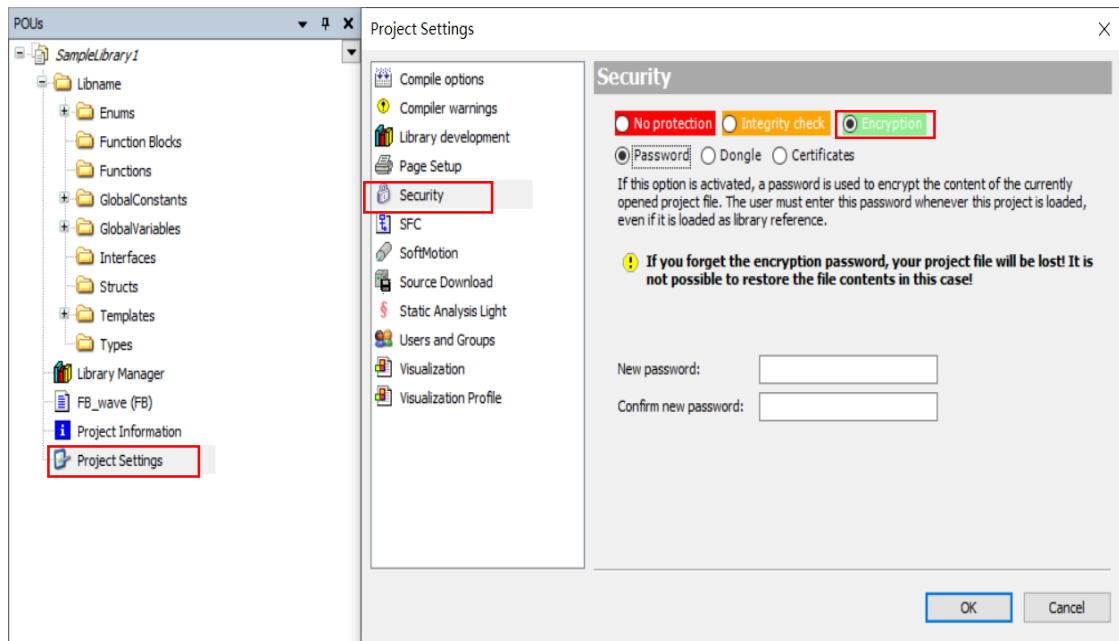 POUs
SampleLibrary1
Libname
Enums
Function Blocks
Functions
GlobalConstants
GlobalVariables
Interfaces
Structs
Templates
Types
Library Manager
FB_wave (FB)
Project Information
Project Settings
Project Settings
Compile options
Compiler warnings
Library development
Page Setup
Security
SFC
SoftMotion
Source Download
Static Analysis Light
Users and Groups
Visualization
Visualization Profile
Security
No protection Integrity check Encryption
Password Dongle Certificates
If this option is activated, a password is used to encrypt the content of the currently
opened project file. The user must enter this password whenever this project is loaded,
even if it is loaded as library reference.
If you forget the encryption password, your project file will be lost! It is
not possible to restore the file contents in this case!
New password:
Confirm new password:
OK Cancel